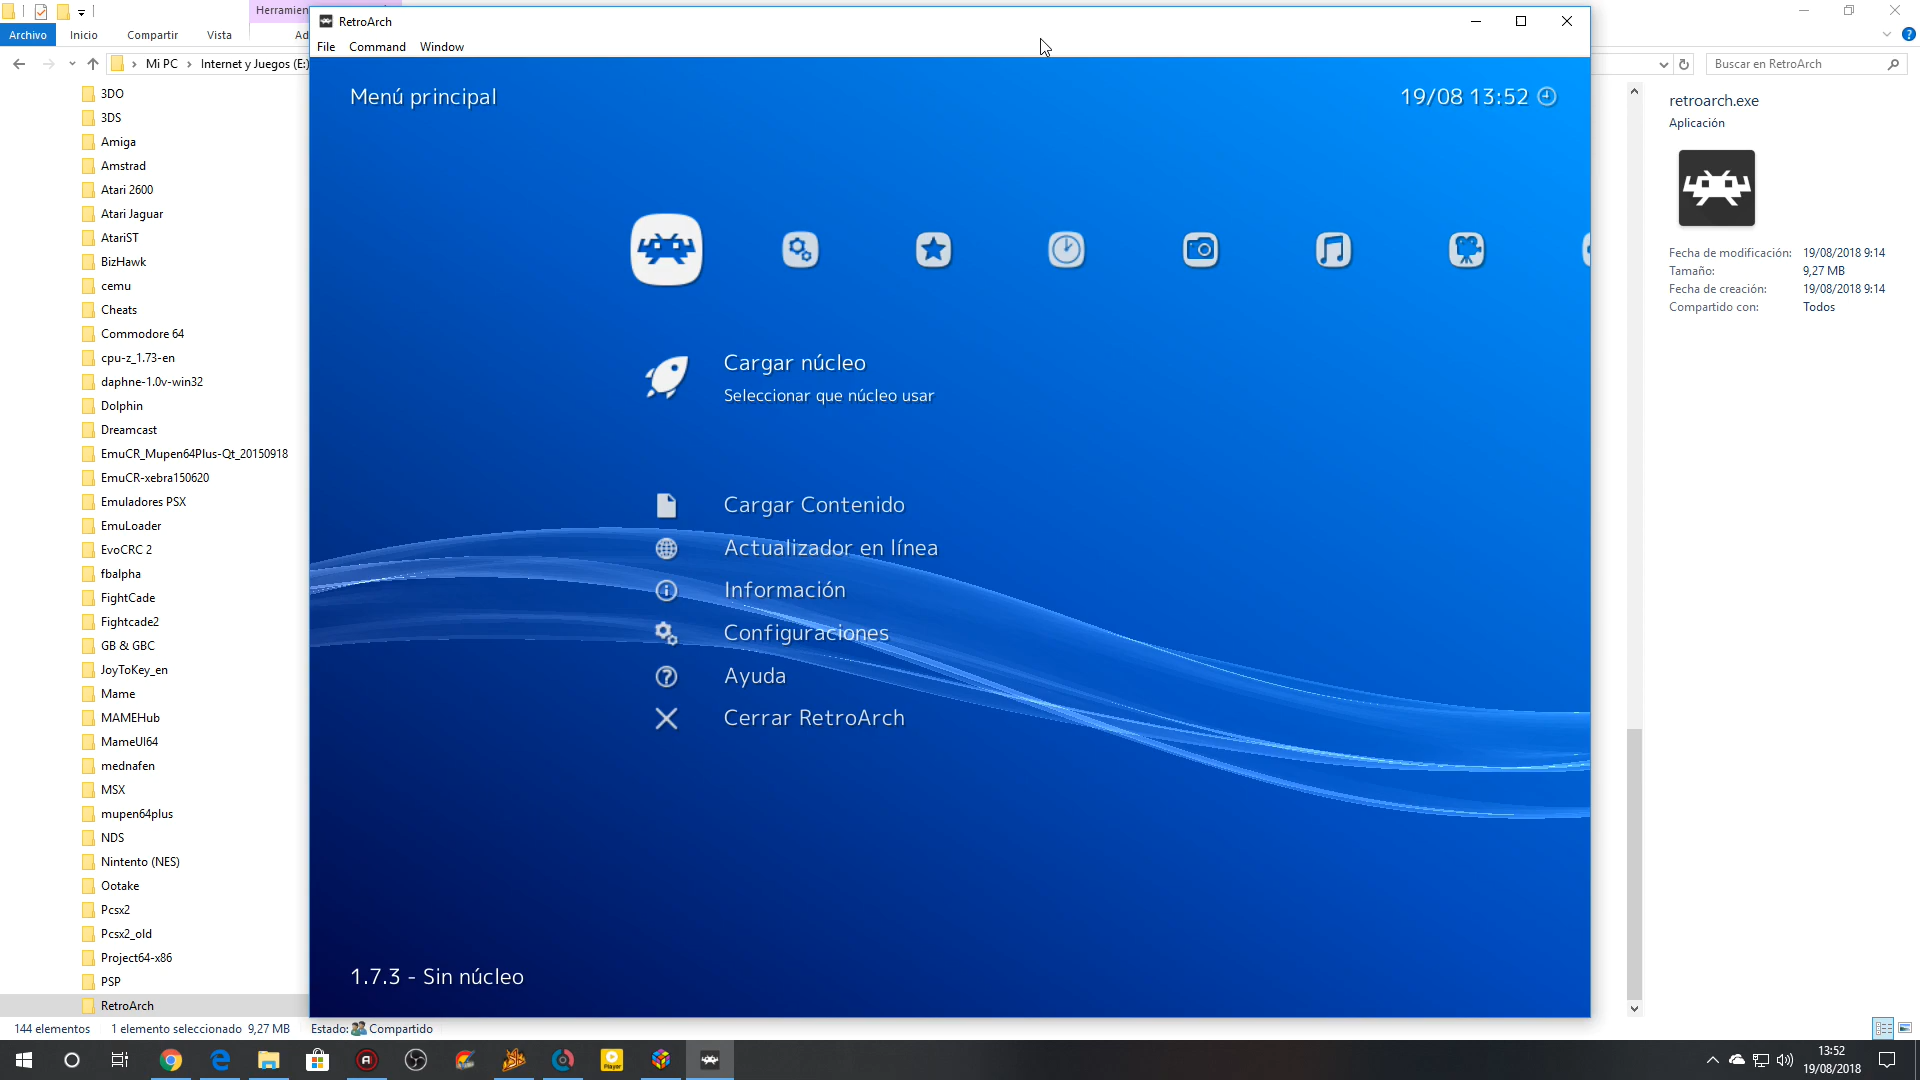 Herramien
RetroArch
Archivo
Inicio
Compartir
Vista
Ad
File
Command
Window
Mi PC
Internet y Juegos (E:)
Buscar en RetroArch
3DO
3DS
Amiga
Amstrad
Atari 2600
Atari Jaguar
AtariST
BizHawk
cemu
Cheats
Commodore 64
cpu-z_1.73-en
daphne-1.0v-win32
Dolphin
Dreamcast
EmuCR_Mupen64Plus-Qt_20150918
EmuCR-xebra150620
Emuladores PSX
EmuLoader
EvoCRC 2
fbalpha
FightCade
Fightcade2
GB & GBC
JoyToKey_en
Mame
MAMEHub
MameUI64
mednafen
MSX
mupen64plus
NDS
Nintento (NES)
Ootake
Pcsx2
Pcsx2_old
Project64-x86
PSP
RetroArch
Menú principal
19/08 13:52
Cargar núcleo
Seleccionar que núcleo usar
Cargar Contenido
Actualizador en línea
Información
Configuraciones
Ayuda
Cerrar RetroArch
1.7.3 - Sin núcleo
retroarch.exe
Aplicación
Fecha de modificación: 19/08/2018 9:14
Tamaño: 9,27 MB
Fecha de creación: 19/08/2018 9:14
Compartido con: Todos
144 elementos
1 elemento seleccionado 9,27 MB
Estado: Compartido
Player
13:52
19/08/2018